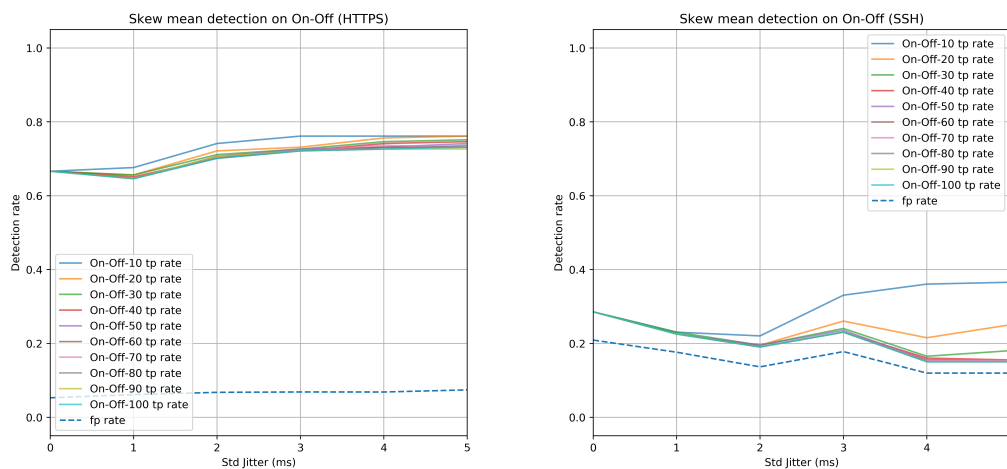 Skew mean detection on On-Off (HTTPS)
1.0
0.8
0.6
0.4
0.2
0.0
Detection rate
On-Off-10 tp rate
On-Off-20 tp rate
On-Off-30 tp rate
On-Off-40 tp rate
On-Off-50 tp rate
On-Off-60 tp rate
On-Off-70 tp rate
On-Off-80 tp rate
On-Off-90 tp rate
On-Off-100 tp rate
fp rate
0 1 2 3 4 5
Std Jitter (ms)
Skew mean detection on On-Off (SSH)
1.0
0.8
0.6
0.4
0.2
0.0
Detection rate
On-Off-10 tp rate
On-Off-20 tp rate
On-Off-30 tp rate
On-Off-40 tp rate
On-Off-50 tp rate
On-Off-60 tp rate
On-Off-70 tp rate
On-Off-80 tp rate
On-Off-90 tp rate
On-Off-100 tp rate
fp rate
0 1 2 3 4
Std Jitter (ms)